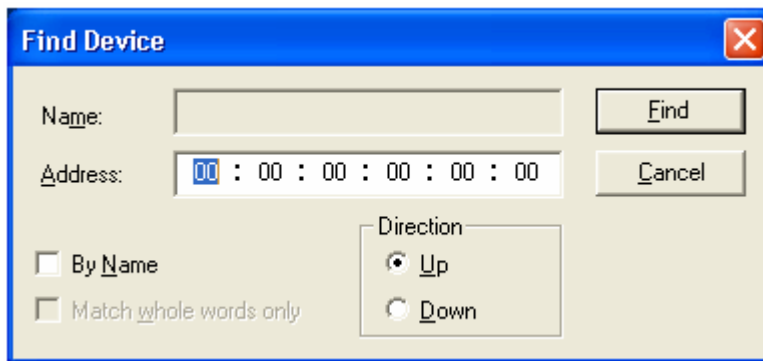 Find Device
Name:
Find
Address:
00 : 00 : 00 : 00 : 00 : 00
Cancel
Direction
By Name
Up
Match whole words only
Down